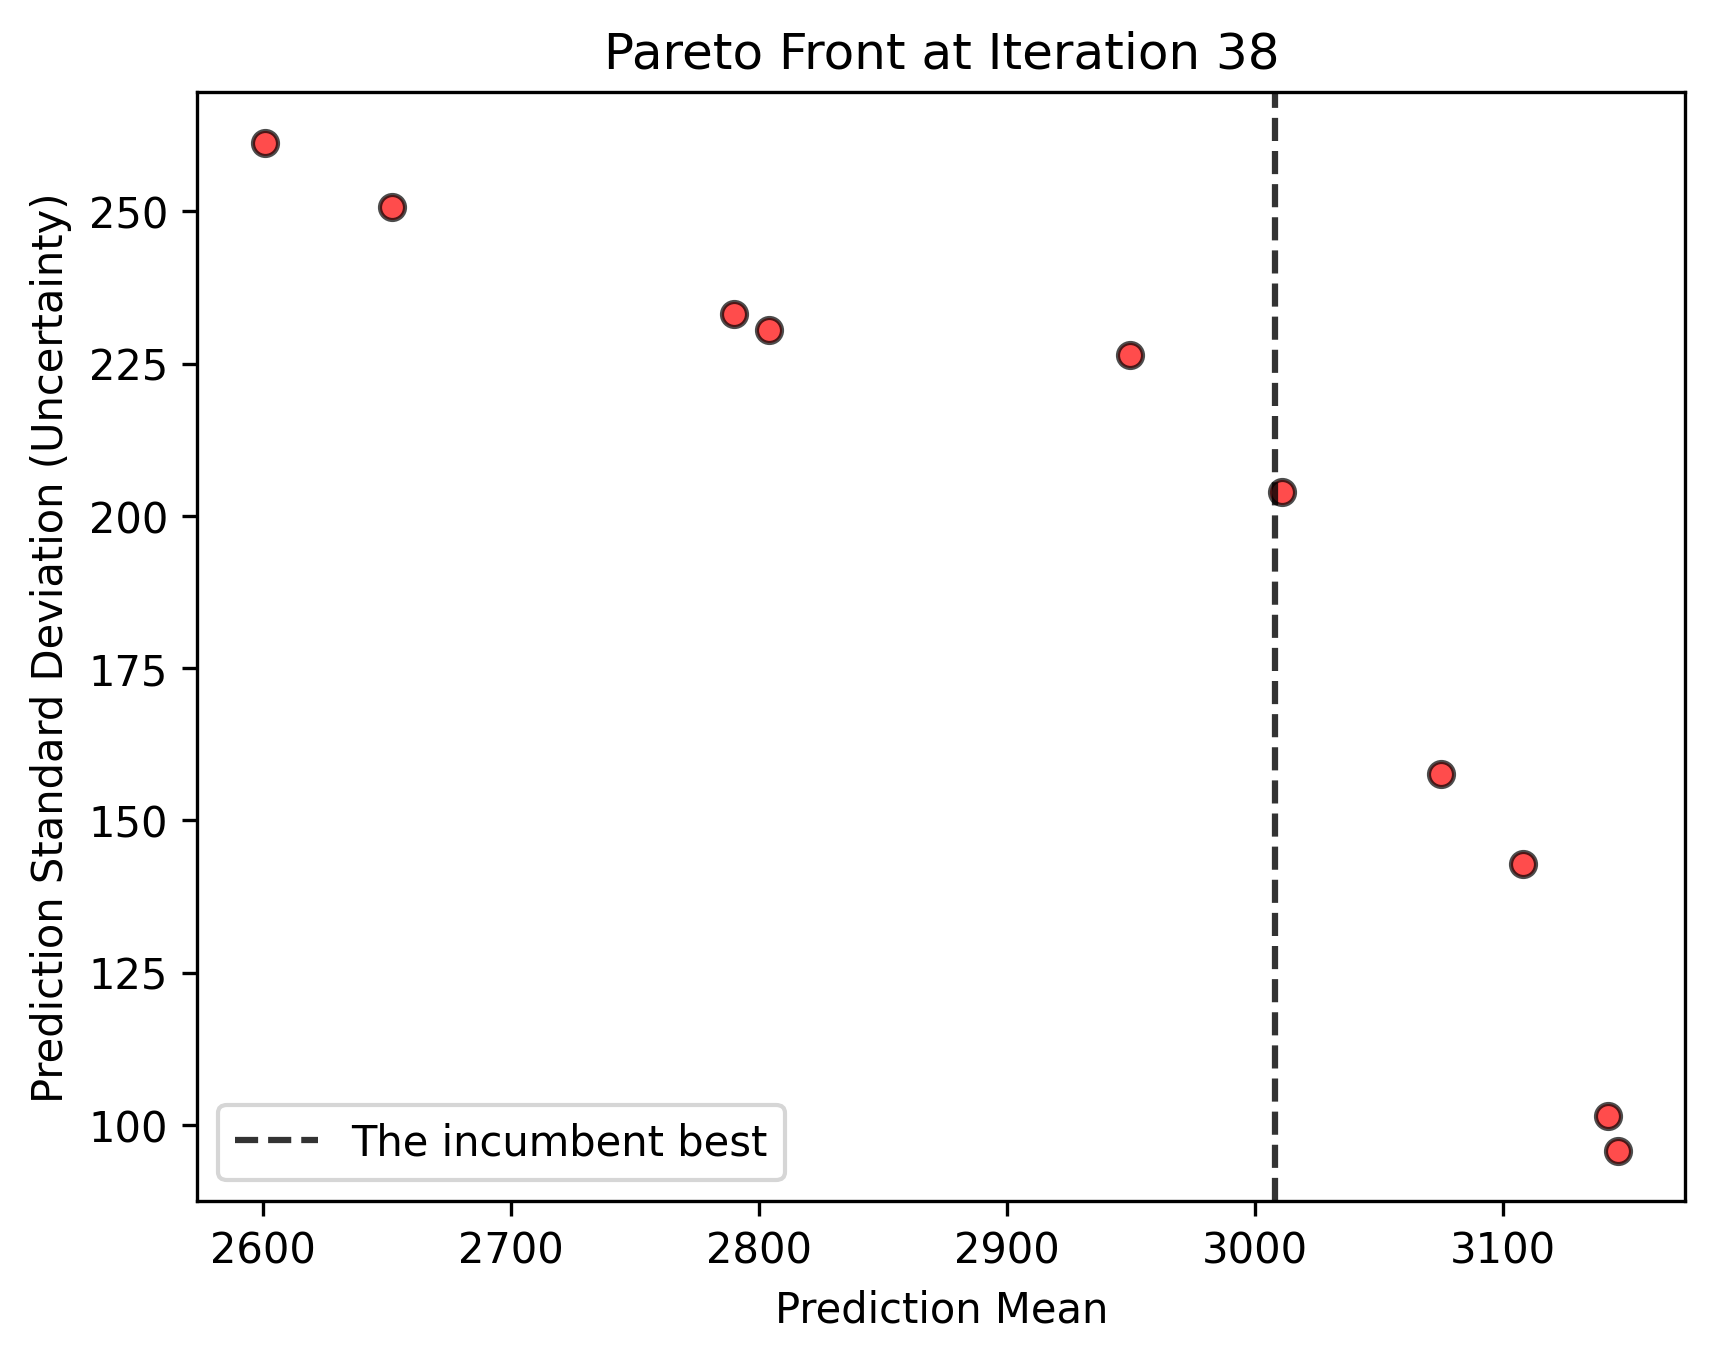 Pareto Front at Iteration 38
Prediction Standard Deviation (Uncertainty)
250
225
200
175
150
125
100
The incumbent best
2600 2700 2800 2900 3000 3100
Prediction Mean